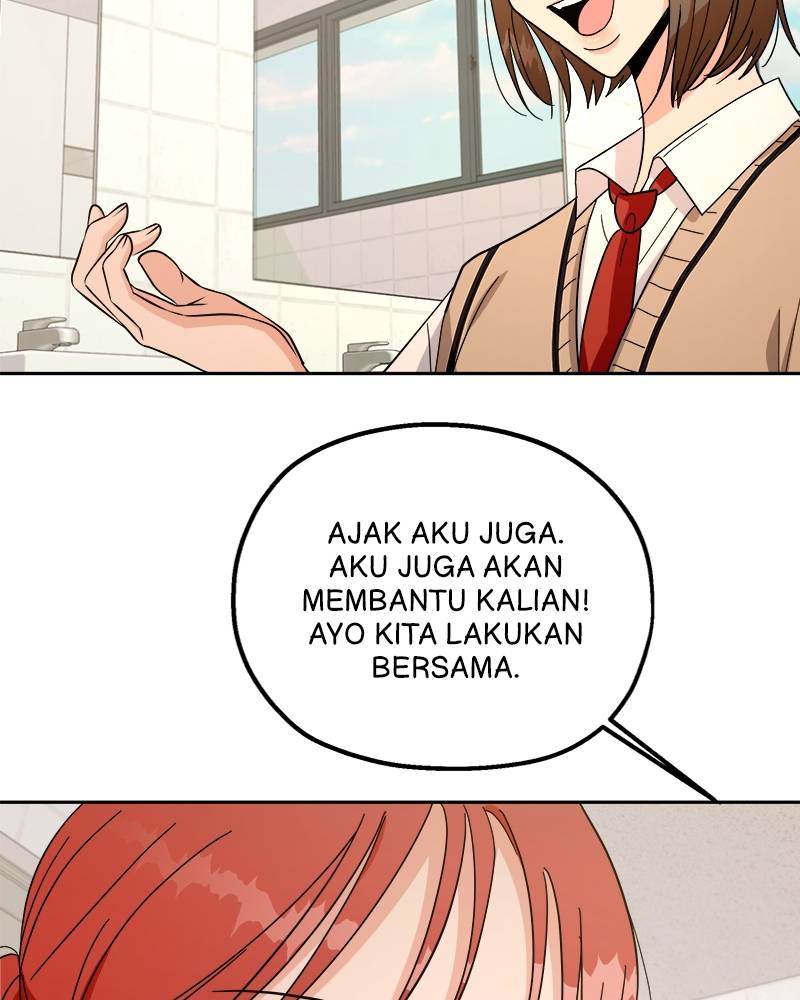 AJAK AKU JUGA.
AKU JUGA AKAN
MEMBANTU KALIAN!
AYO KITA LAKUKAN
BERSAMA.